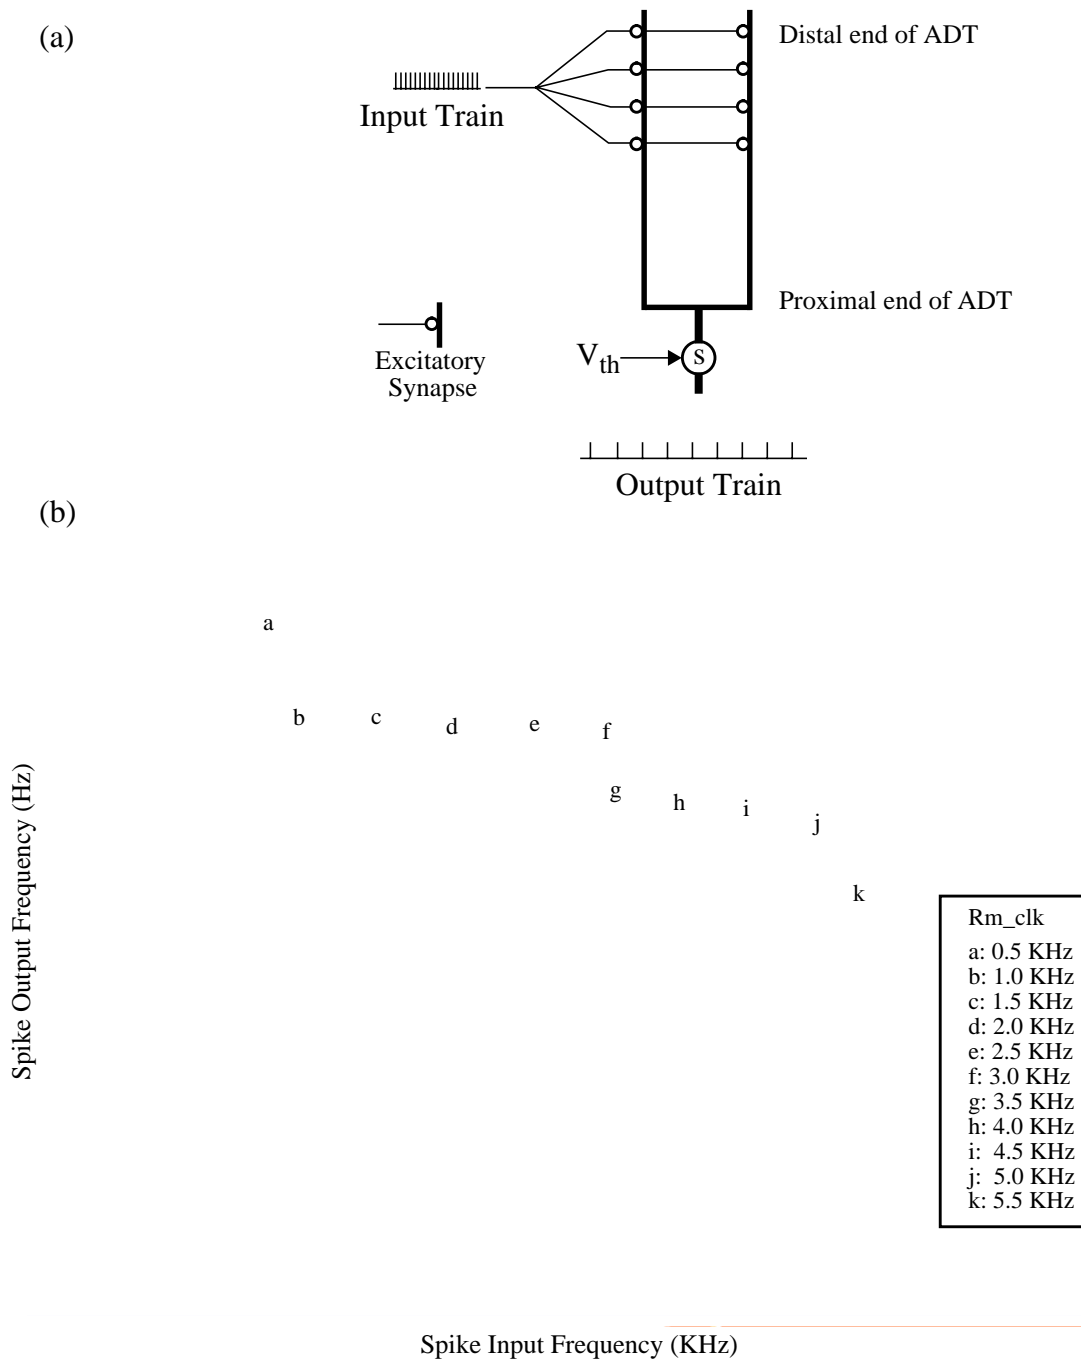 (a)
Distal end of ADT
Input Train
Proximal end of ADT
Excitatory
Synapse
Vth
S
Output Train
(b)
a
b
c
d
e
f
g
h
i
j
k
Spike Output Frequency (Hz)
Rm_clk
a: 0.5 KHz
b: 1.0 KHz
c: 1.5 KHz
d: 2.0 KHz
e: 2.5 KHz
f: 3.0 KHz
g: 3.5 KHz
h: 4.0 KHz
i: 4.5 KHz
j: 5.0 KHz
k: 5.5 KHz
Spike Input Frequency (KHz)